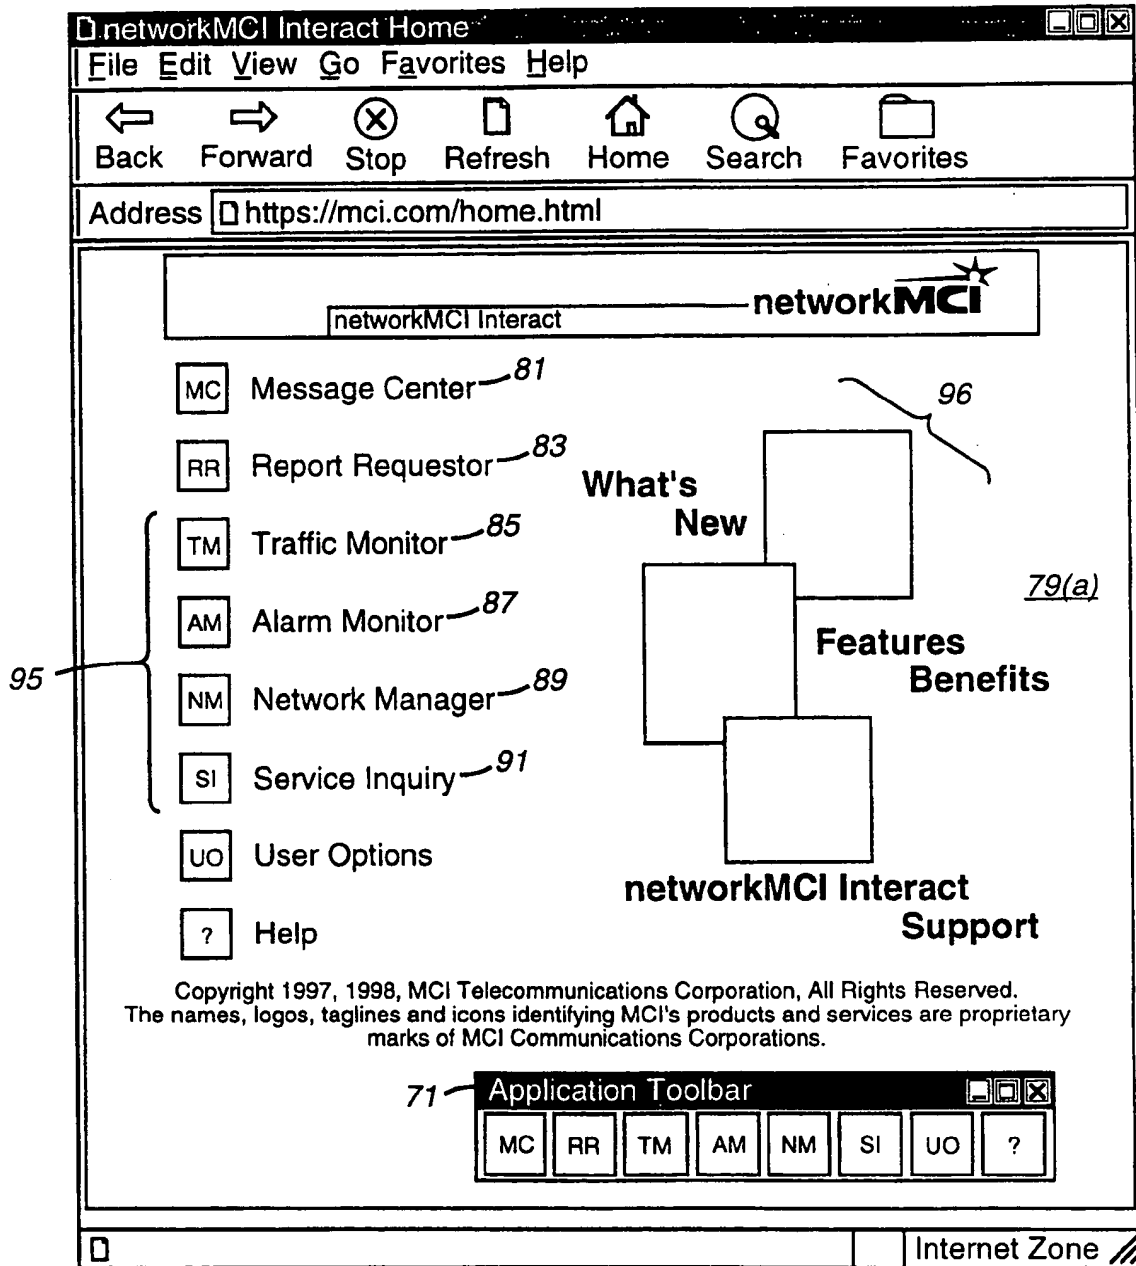 networkMCI Interact Home
File Edit View Go Favorites Help
Back Forward Stop Refresh Home Search Favorites
Address https://mci.com/home.html
networkMCI
networkMCI Interact
MC Message Center 81
96
RR Report Requestor 83
What's
New
TM Traffic Monitor 85
79(a)
AM Alarm Monitor 87
Features
Benefits
95
NM Network Manager 89
SI Service Inquiry 91
UO User Options
networkMCI Interact
Support
? Help
Copyright 1997, 1998, MCI Telecommunications Corporation, All Rights Reserved.
The names, logos, taglines and icons identifying MCI's products and services are proprietary
marks of MCI Communications Corporations.
71 Application Toolbar
MC RR TM AM NM SI UO ?
Internet Zone